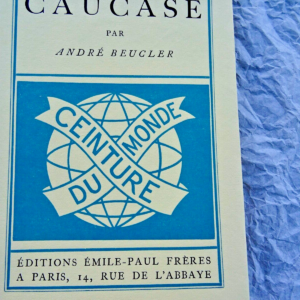 CAUCASE
PAR
ANDRÉ BEUCLER
CEINTURE
DU
MONDE
ÉDITIONS ÉMILE-PAUL FRÈRES
A PARIS, 14, RUE DE L'ABBAYE